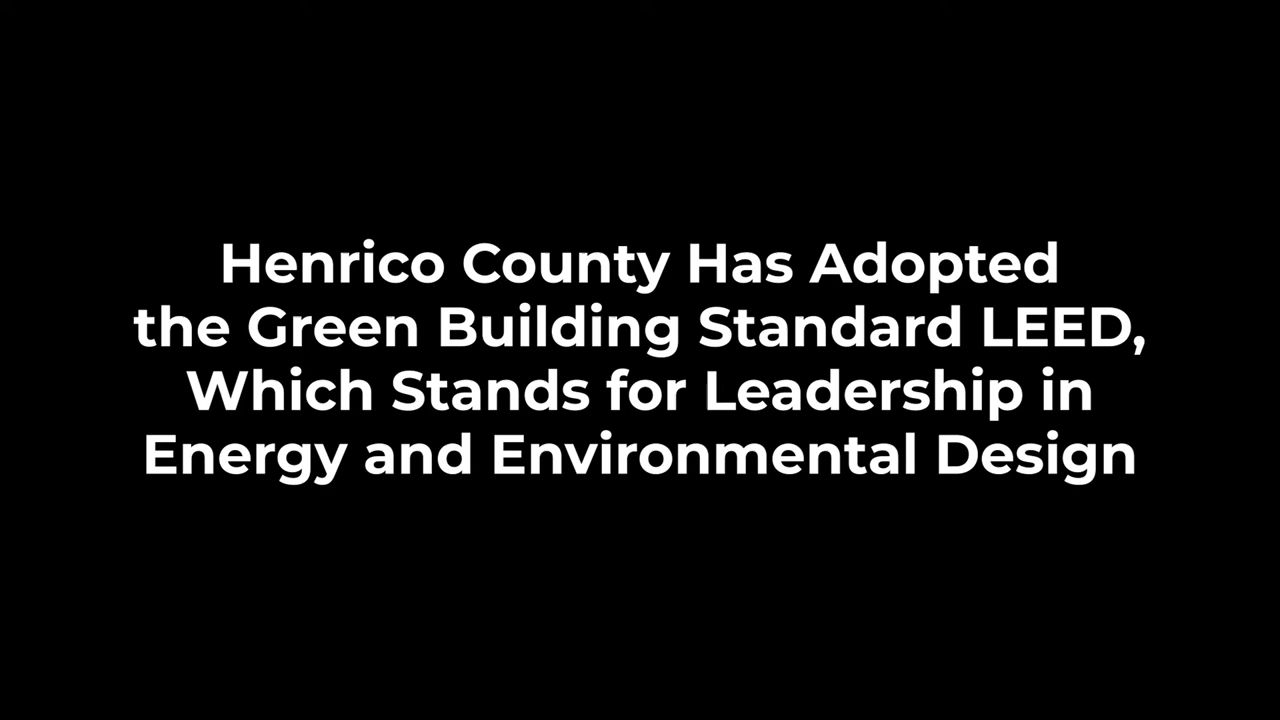 Henrico County Has Adopted
the Green Building Standard LEED,
Which Stands for Leadership in
Energy and Environmental Design